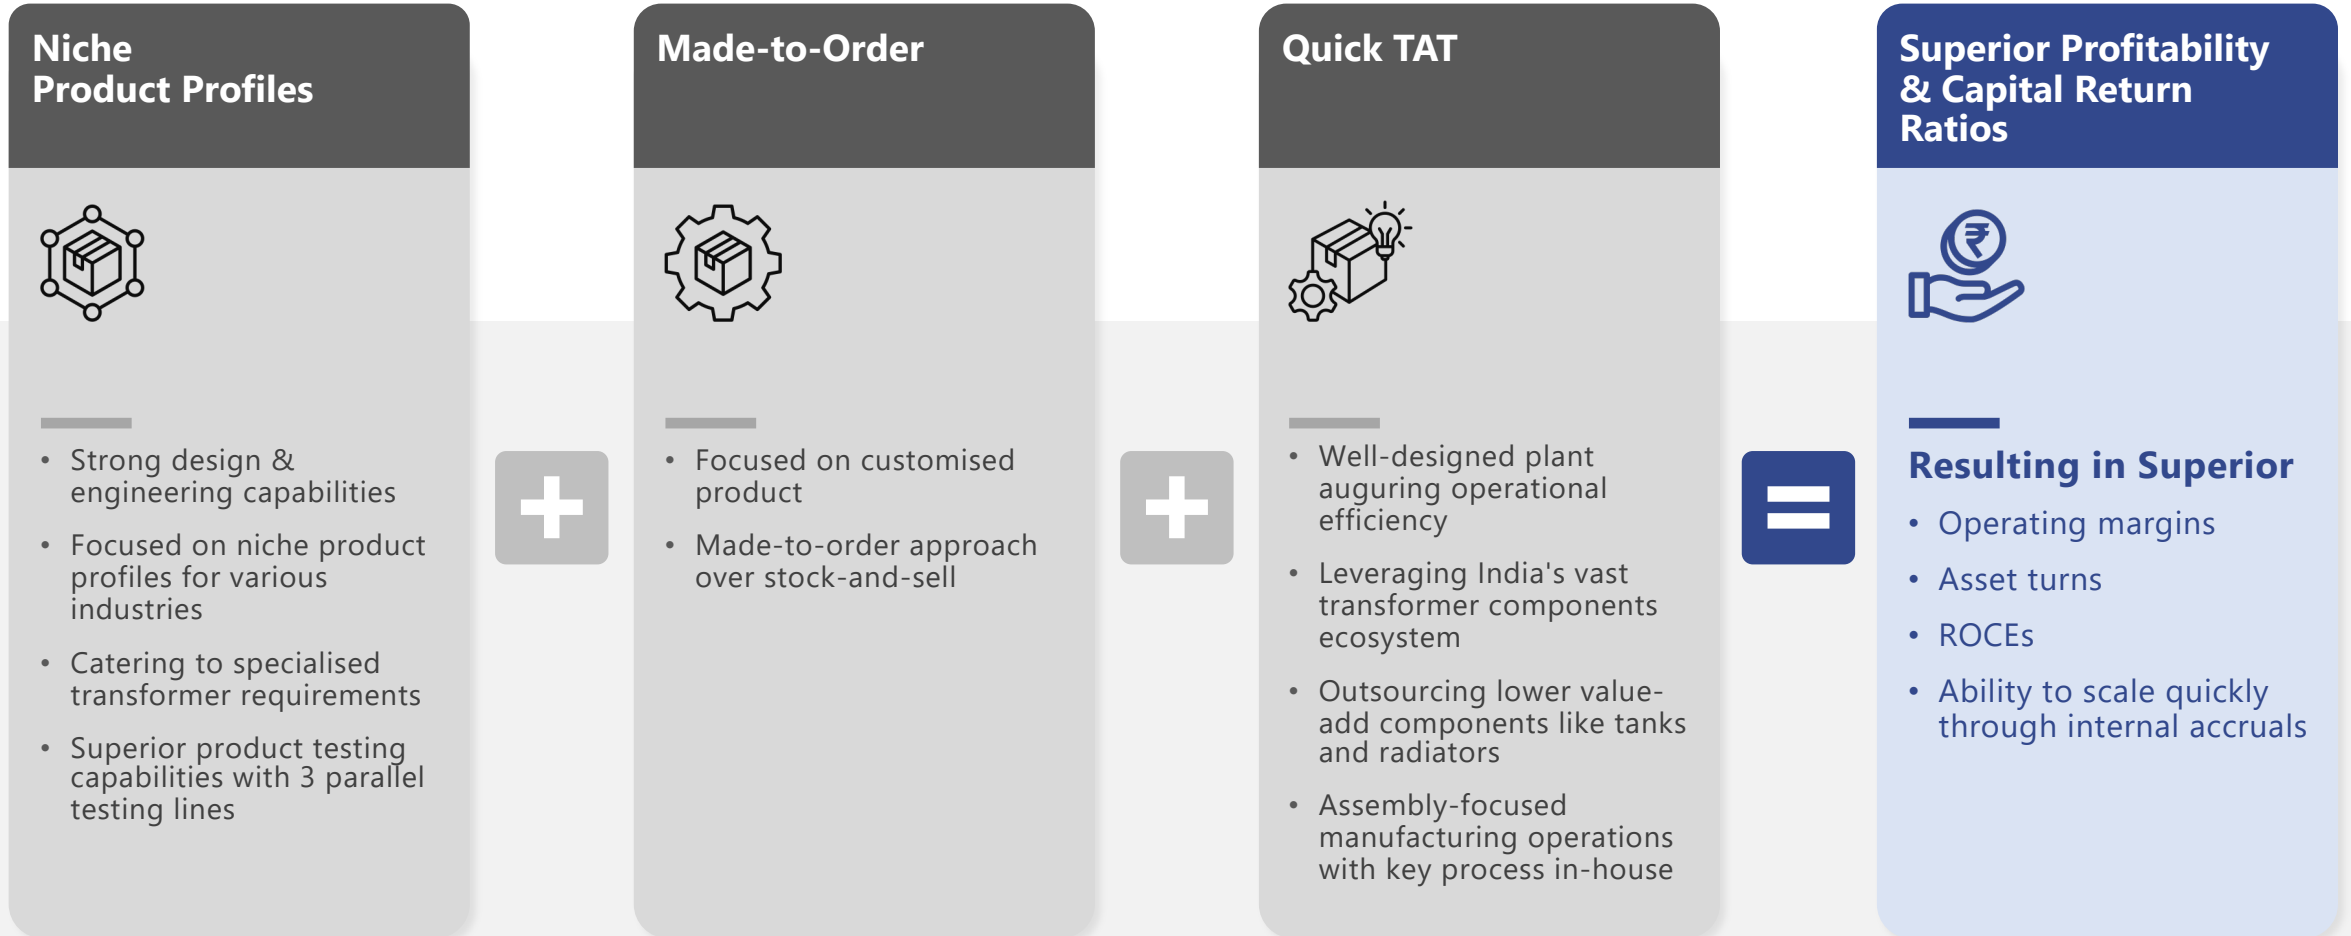 Niche
Product Profiles
• Strong design &
engineering capabilities
• Focused on niche product
profiles for various
industries
• Catering to specialised
transformer requirements
• Superior product testing
capabilities with 3 parallel
testing lines
+
Made-to-Order
• Focused on customised
product
• Made-to-order approach
over stock-and-sell
+
Quick TAT
• Well-designed plant
auguring operational
efficiency
• Leveraging India's vast
transformer components
ecosystem
• Outsourcing lower value-
add components like tanks
and radiators
• Assembly-focused
manufacturing operations
with key process in-house
=
Superior Profitability
& Capital Return
Ratios
₹
Resulting in Superior
• Operating margins
• Asset turns
• ROCEs
• Ability to scale quickly
through internal accruals